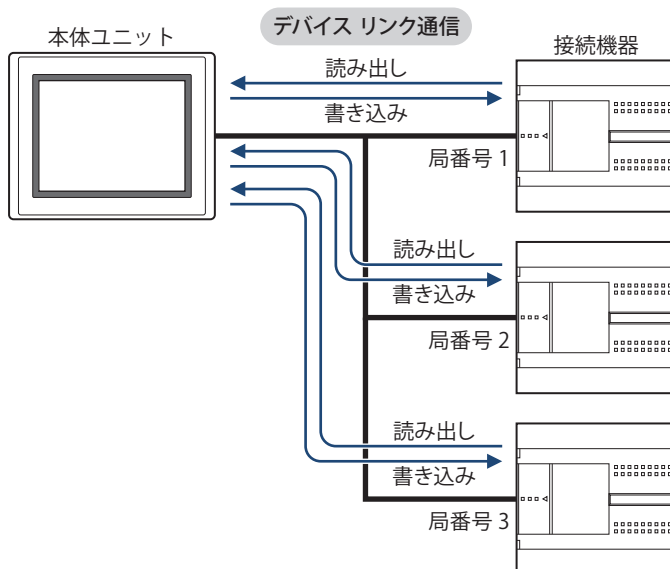 デバイス リンク通信
本体ユニット
接続機器
読み出し
書き込み
局番号 1
読み出し
書き込み
局番号 2
読み出し
書き込み
局番号 3